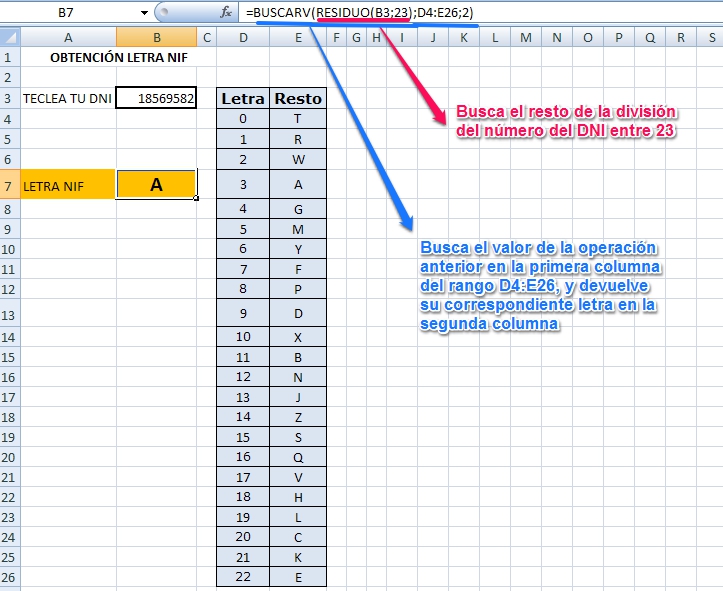 B7 fx =BUSCARV(RESIDUO(B3;23);D4:E26;2)
A B C D E F G H I J K L M N O P Q R S
1 OBTENCIÓN LETRA NIF
2
3 TECLEA TU DNI 18569582 Letra Resto
4 0 T
5 1 R
6 2 W
7 LETRA NIF A 3 A
8 4 G
9 5 M
10 6 Y
11 7 F
12 8 P
13 9 D
14 10 X
15 11 B
16 12 N
17 13 J
18 14 Z
19 15 S
20 16 Q
21 17 V
22 18 H
23 19 L
24 20 C
25 21 K
26 22 E
Busca el resto de la división
del número del DNI entre 23
Busca el valor de la operación
anterior en la primera columna
del rango D4:E26, y devuelve
su correspondiente letra en la
segunda columna